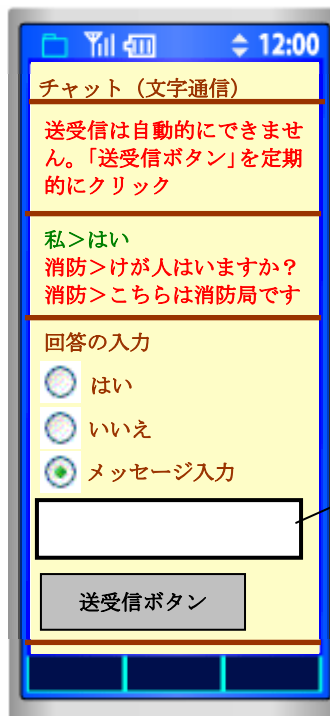 12:00
チャット（文字通信）
送受信は自動的にできませ
ん。「送受信ボタン」を定期
的にクリック
私＞はい
消防＞けが人はいますか？
消防＞こちらは消防局です
回答の入力
はい
いいえ
メッセージ入力
送受信ボタン